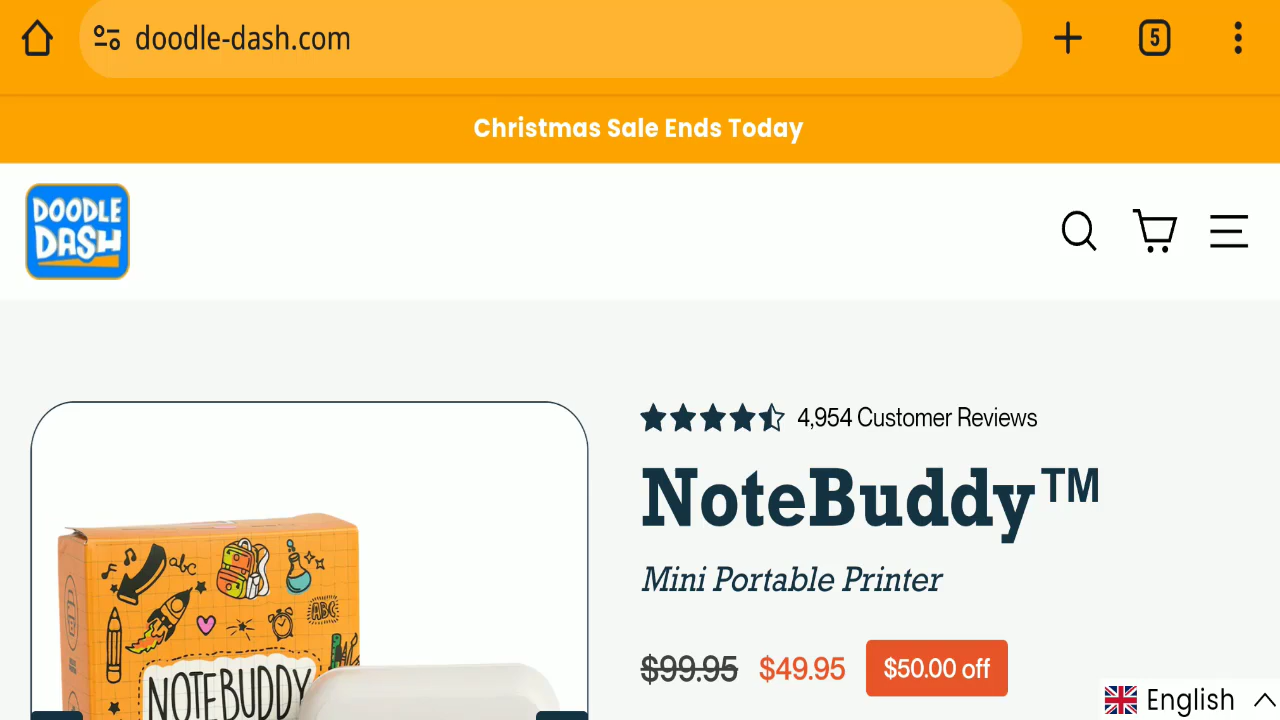 doodle-dash.com
5
Christmas Sale Ends Today
DOODLE
DASH
4,954 Customer Reviews
NoteBuddy™
Mini Portable Printer
$99.95 $49.95 $50.00 off
abc
ABC
NOTEBUDDY
English